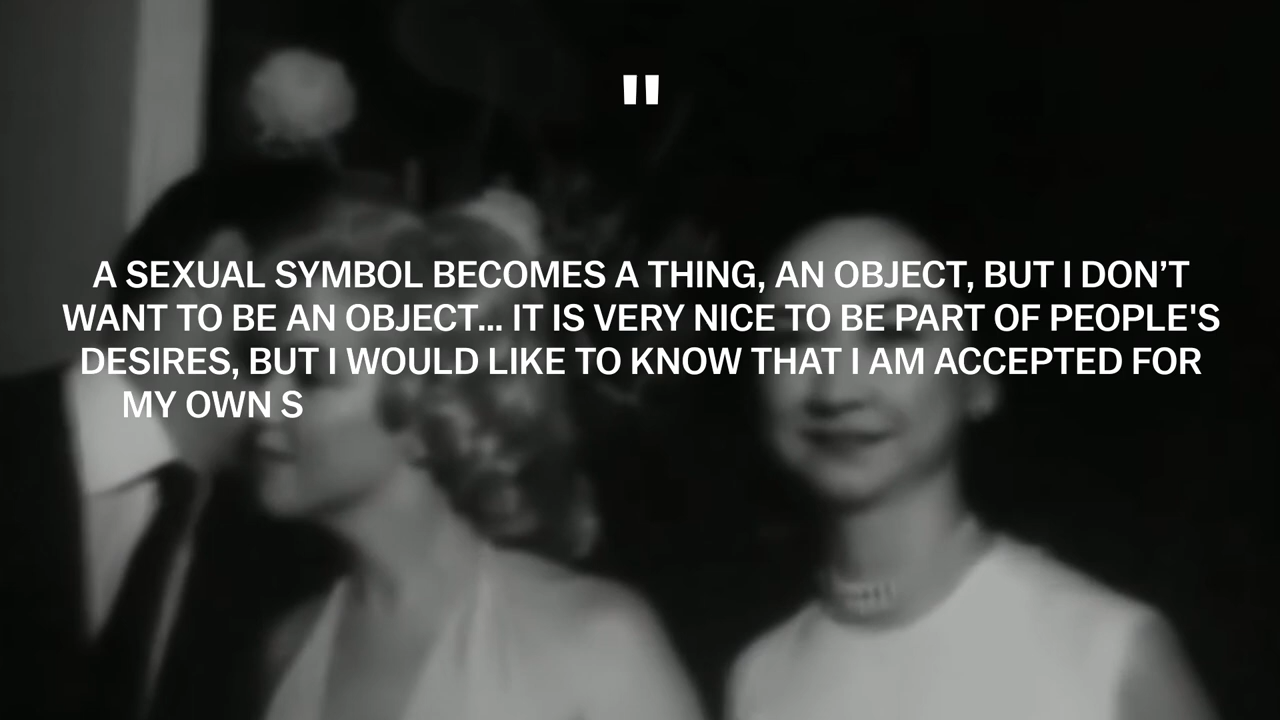 "
A SEXUAL SYMBOL BECOMES A THING, AN OBJECT, BUT I DON’T
WANT TO BE AN OBJECT... IT IS VERY NICE TO BE PART OF PEOPLE'S
DESIRES, BUT I WOULD LIKE TO KNOW THAT I AM ACCEPTED FOR
MY OWN S